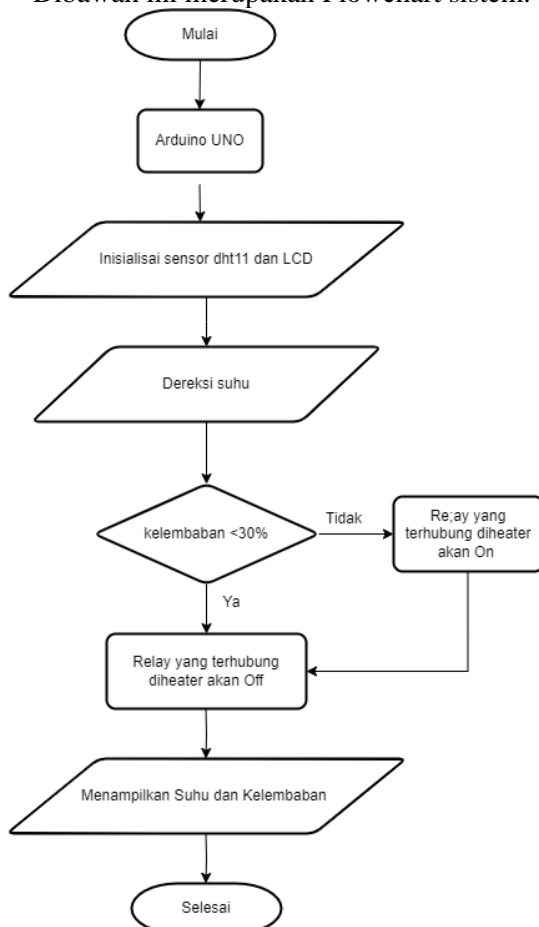 Dibawah ini merupakan Flowchart sistem.
Mulai
Arduino UNO
Inisialisai sensor dht11 dan LCD
Dereksi suhu
kelembaban <30%
Tidak
Re;ay yang
terhubung diheater
akan On
Ya
Relay yang terhubung
diheater akan Off
Menampilkan Suhu dan Kelembaban
Selesai